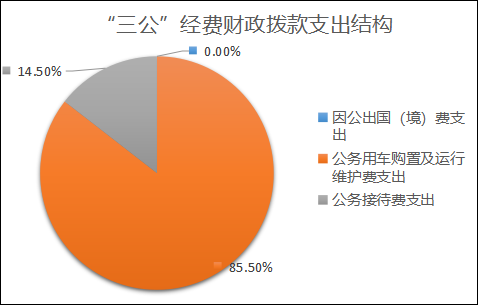 “三公”经费财政拨款支出结构
0.00%
14.50%
85.50%
因公出国（境）费支
出
公务用车购置及运行
维护费支出
公务接待费支出